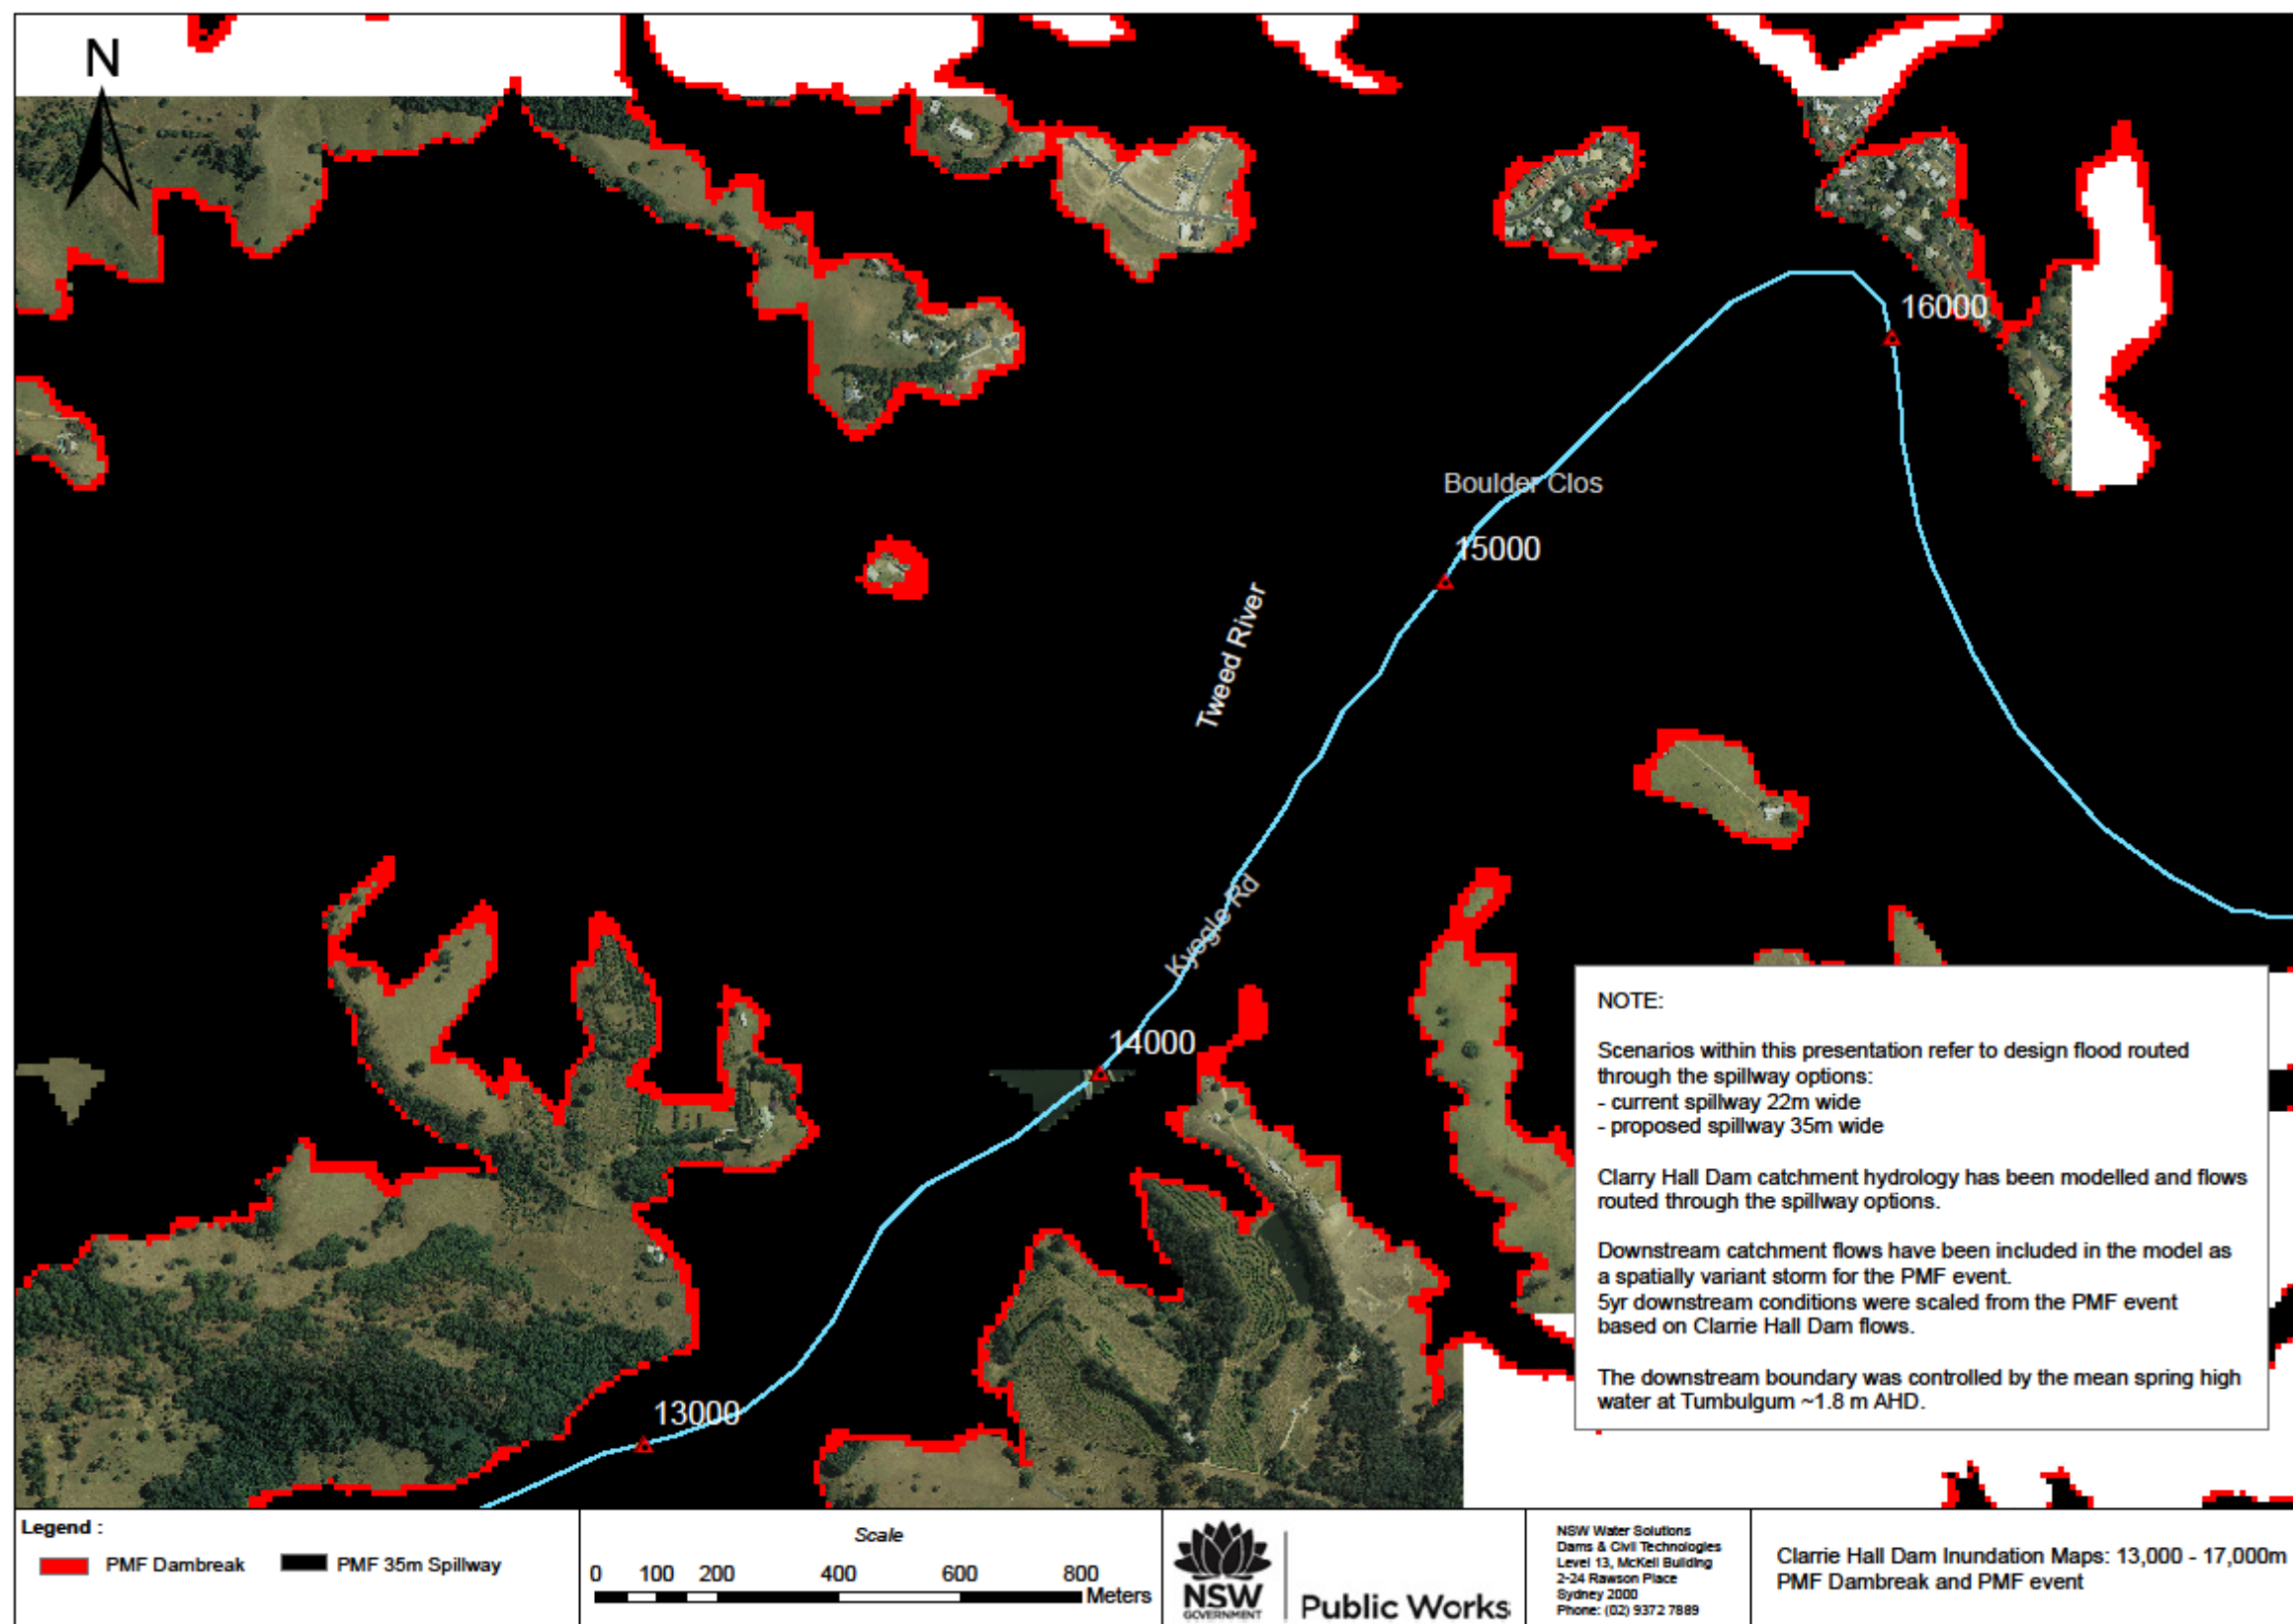 N
16000
Boulder Clos
15000
Tweed River
Kyogle Rd
14000
13000
NOTE:
Scenarios within this presentation refer to design flood routed
through the spillway options:
- current spillway 22m wide
- proposed spillway 35m wide
Clarry Hall Dam catchment hydrology has been modelled and flows
routed through the spillway options.
Downstream catchment flows have been included in the model as
a spatially variant storm for the PMF event.
5yr downstream conditions were scaled from the PMF event
based on Clarrie Hall Dam flows.
The downstream boundary was controlled by the mean spring high
water at Tumbulgum ~1.8 m AHD.
Legend :
PMF Dambreak
PMF 35m Spillway
Scale
0 100 200 400 600 800
Meters
NSW
GOVERNMENT
Public Works
NSW Water Solutions
Dams & Civil Technologies
Level 13, McKell Building
2-24 Rawson Place
Sydney 2000
Phone: (02) 9372 7889
Clarrie Hall Dam Inundation Maps: 13,000 - 17,000m
PMF Dambreak and PMF event